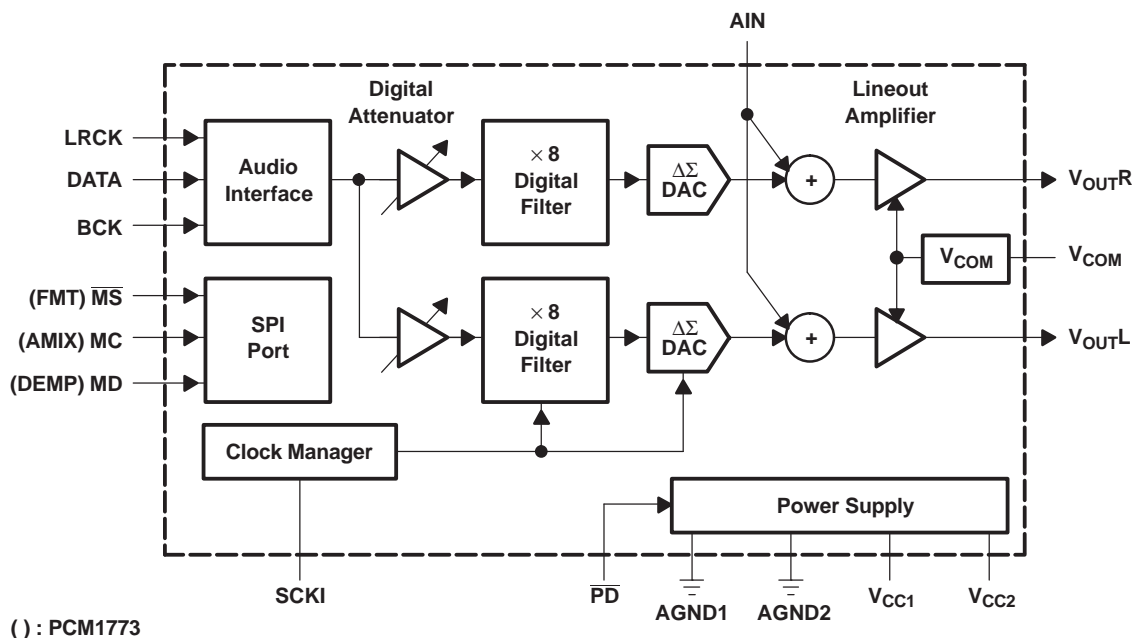 AIN
Digital
Attenuator
Lineout
Amplifier
LRCK
DATA
BCK
Audio
Interface
× 8
Digital
Filter
ΔΣ
DAC
+
VOUTR
VCOM
VCOM
(FMT) MS
(AMIX) MC
(DEMP) MD
SPI
Port
× 8
Digital
Filter
ΔΣ
DAC
+
VOUTL
Clock Manager
Power Supply
SCKI
PD
AGND1
AGND2
VCC1
VCC2
( ) : PCM1773